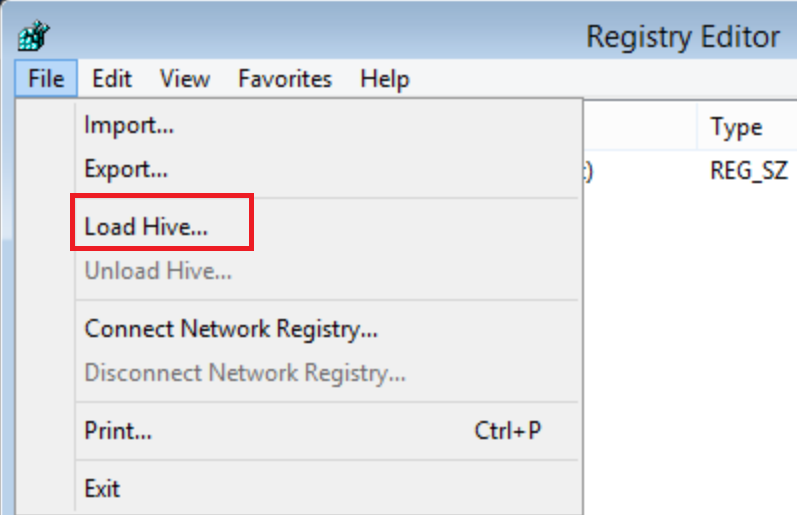 Registry Editor
File Edit View Favorites Help
Import...
Type
Export...
:)
REG_SZ
Load Hive...
Unload Hive...
Connect Network Registry...
Disconnect Network Registry...
Print... Ctrl+P
Exit